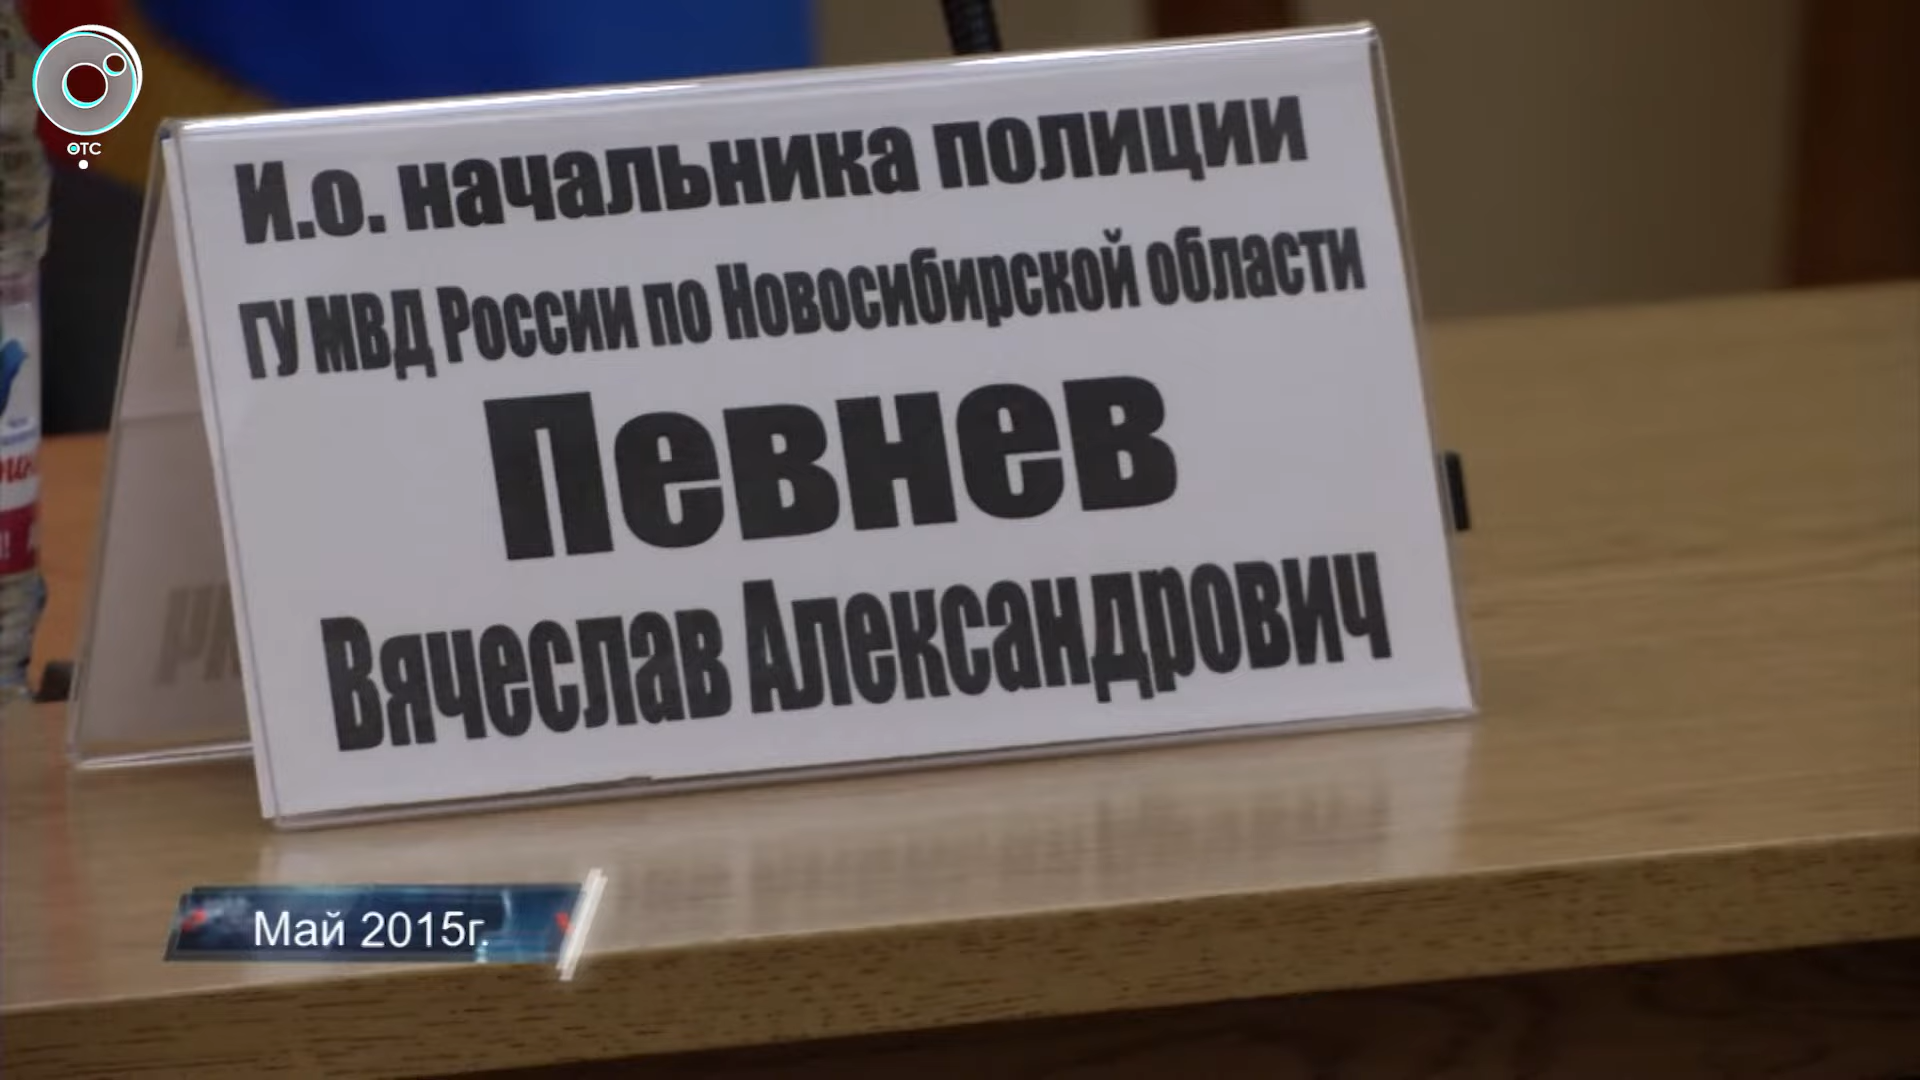 ОТС
И.о. начальника полиции
ГУ МВД России по Новосибирской области
Певнев
Вячеслав Александрович
Май 2015г.